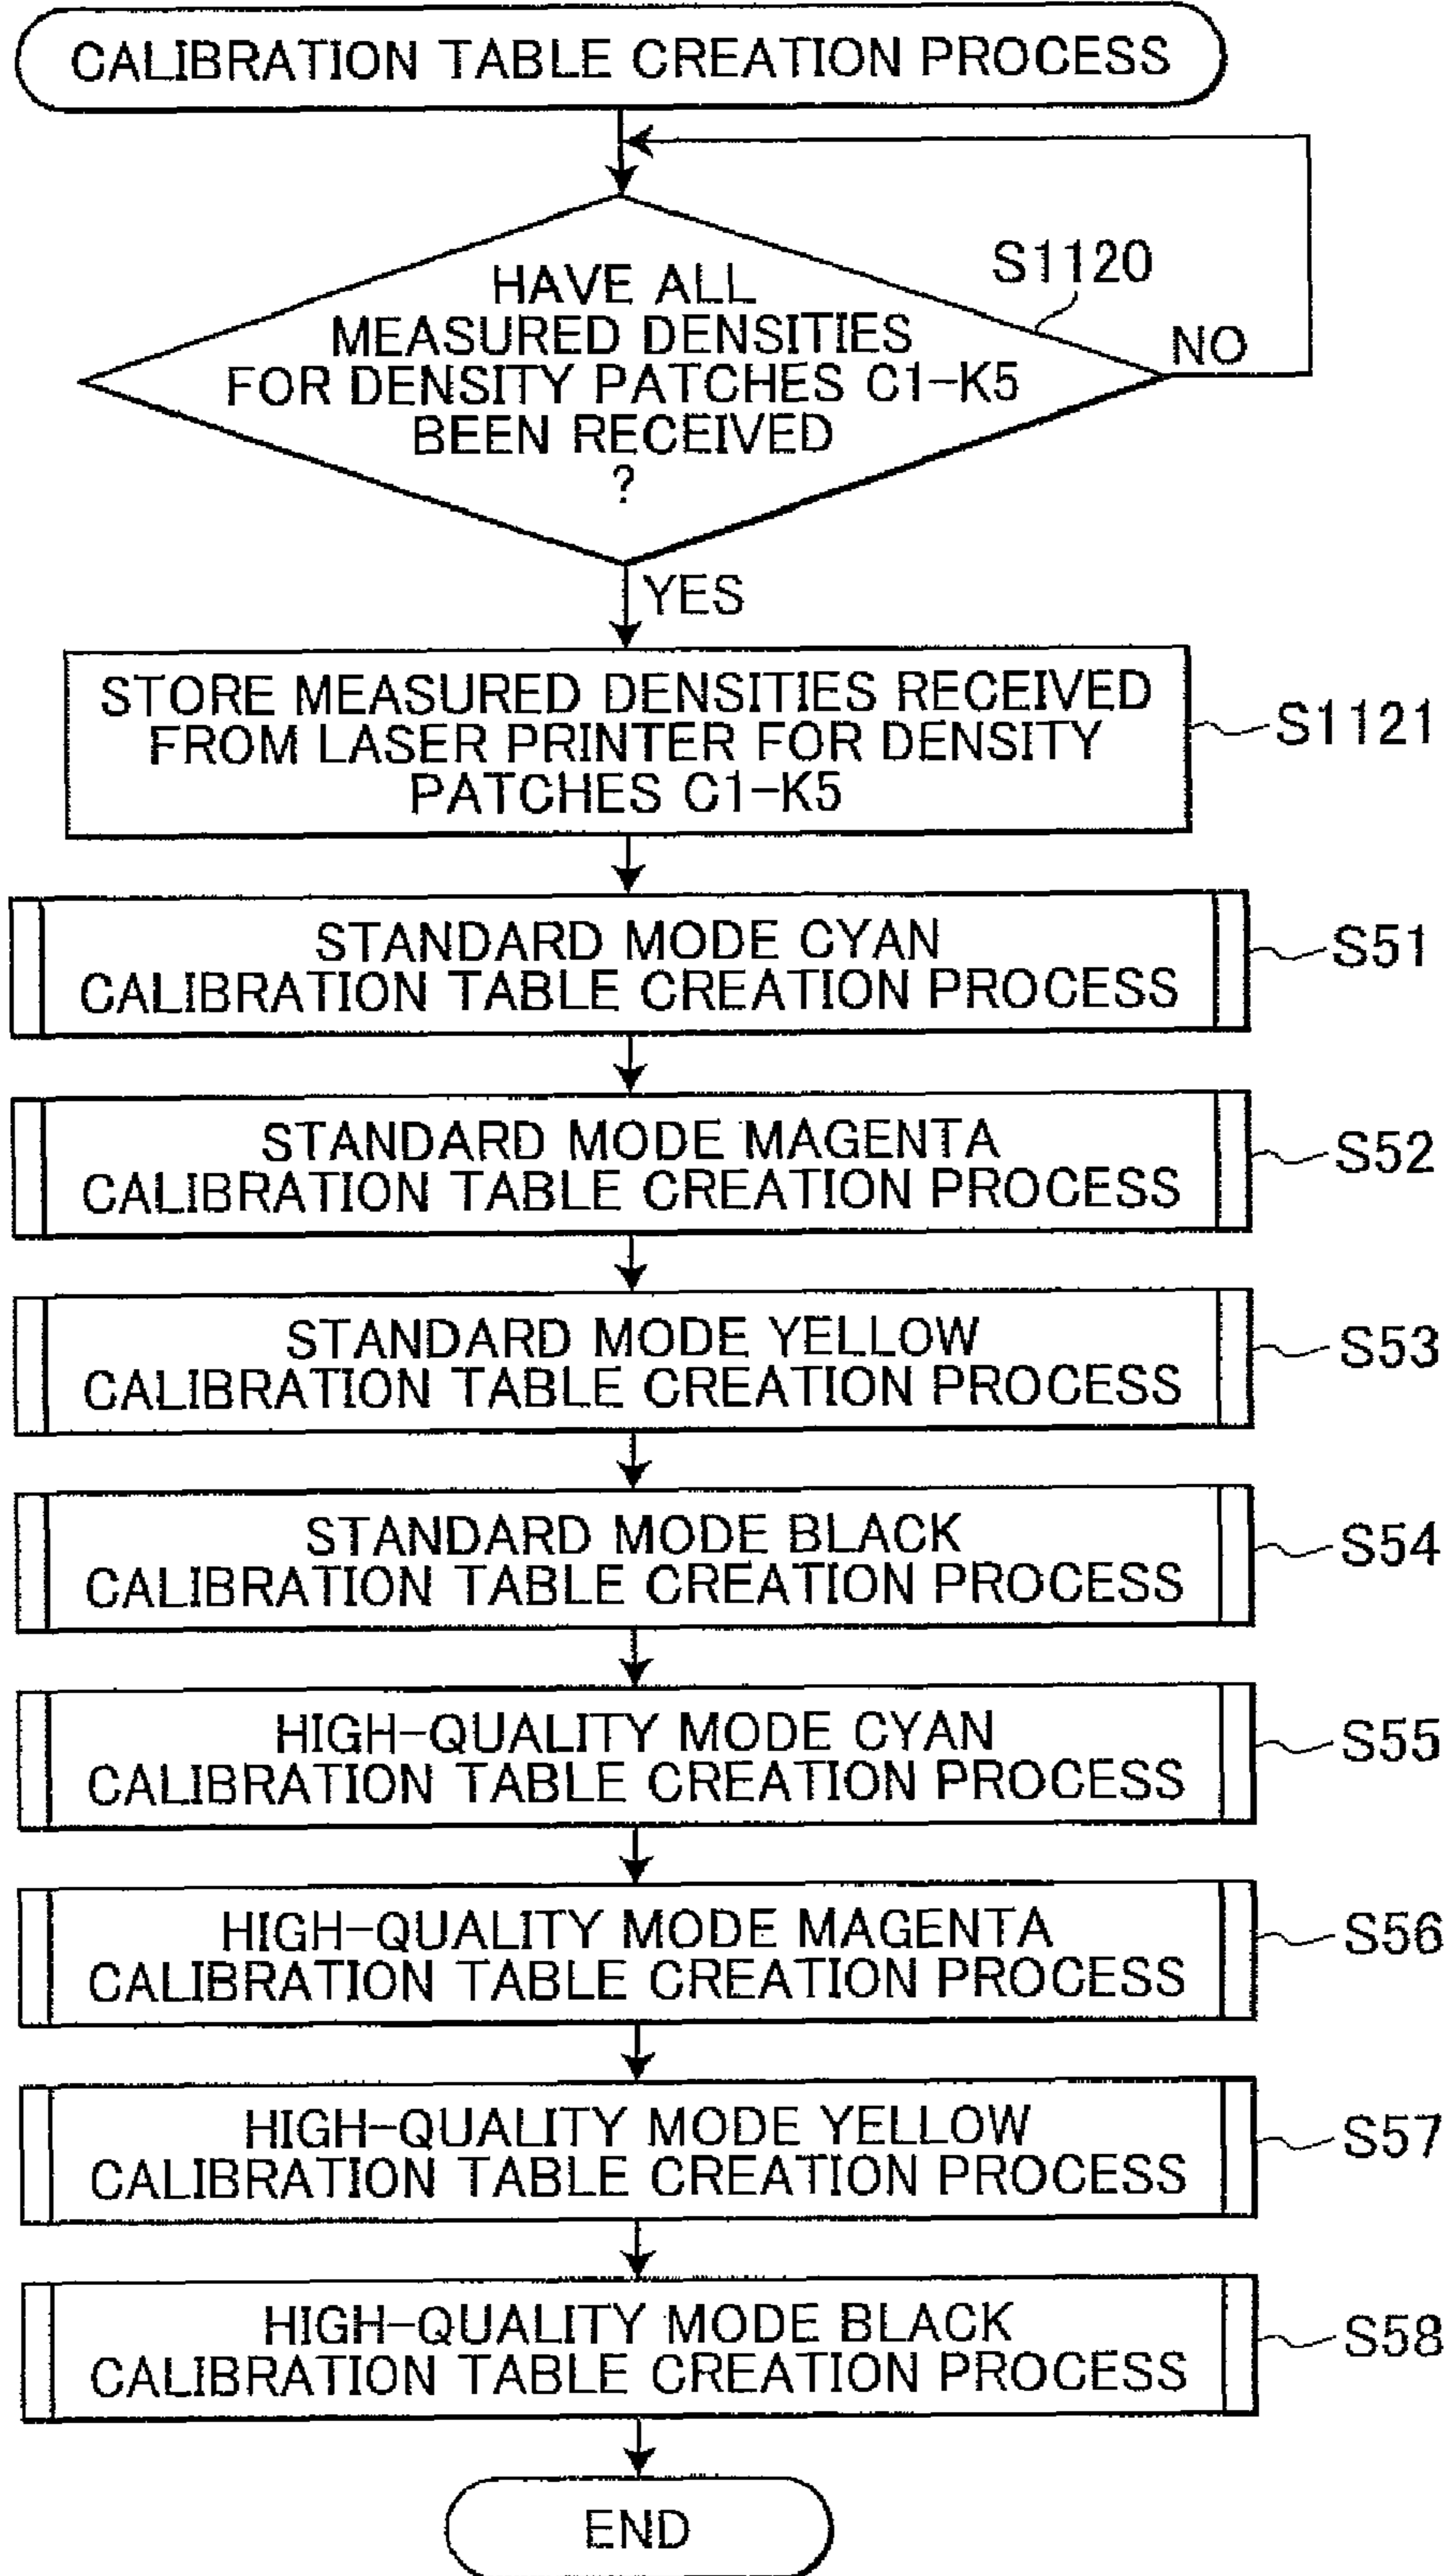 CALIBRATION TABLE CREATION PROCESS
S1120
HAVE ALL
MEASURED DENSITIES
FOR DENSITY PATCHES C1-K5
BEEN RECEIVED
?
NO
YES
STORE MEASURED DENSITIES RECEIVED
FROM LASER PRINTER FOR DENSITY
PATCHES C1-K5
S1121
STANDARD MODE CYAN
CALIBRATION TABLE CREATION PROCESS
S51
STANDARD MODE MAGENTA
CALIBRATION TABLE CREATION PROCESS
S52
STANDARD MODE YELLOW
CALIBRATION TABLE CREATION PROCESS
S53
STANDARD MODE BLACK
CALIBRATION TABLE CREATION PROCESS
S54
HIGH-QUALITY MODE CYAN
CALIBRATION TABLE CREATION PROCESS
S55
HIGH-QUALITY MODE MAGENTA
CALIBRATION TABLE CREATION PROCESS
S56
HIGH-QUALITY MODE YELLOW
CALIBRATION TABLE CREATION PROCESS
S57
HIGH-QUALITY MODE BLACK
CALIBRATION TABLE CREATION PROCESS
S58
END